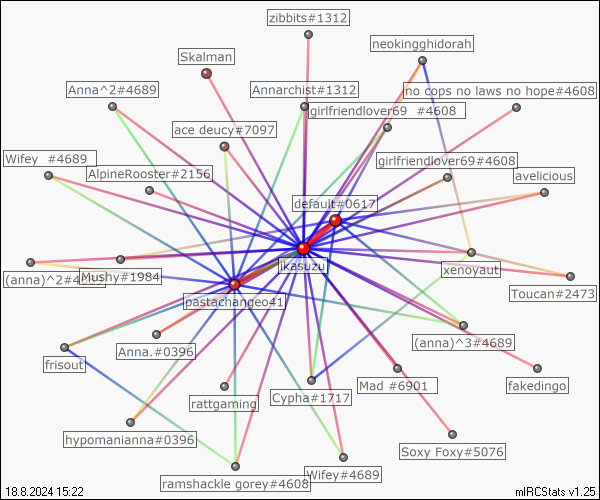 zibbits#1312
neokingghidorah
Skalman
Anna^2#4689
Annarchist#1312
no cops no laws no hope#4608
girlfriendlover69 #4608
ace deucy#7097
Wifey #4689
girlfriendlover69#4608
AlpineRooster#2156
avelicious
default#0617
ikasuzu
xenoyaut
(anna)^2#4
Mushy#1984
Toucan#2473
pastachangeo41
(anna)^3#4689
Anna.#0396
frisout
Mad #6901
fakedingo
Cypha#1717
rattgaming
hypomanianna#0396
Soxy Foxy#5076
Wifey#4689
ramshackle gorey#4608
18.8.2024 15:22
mIRCStats v1.25